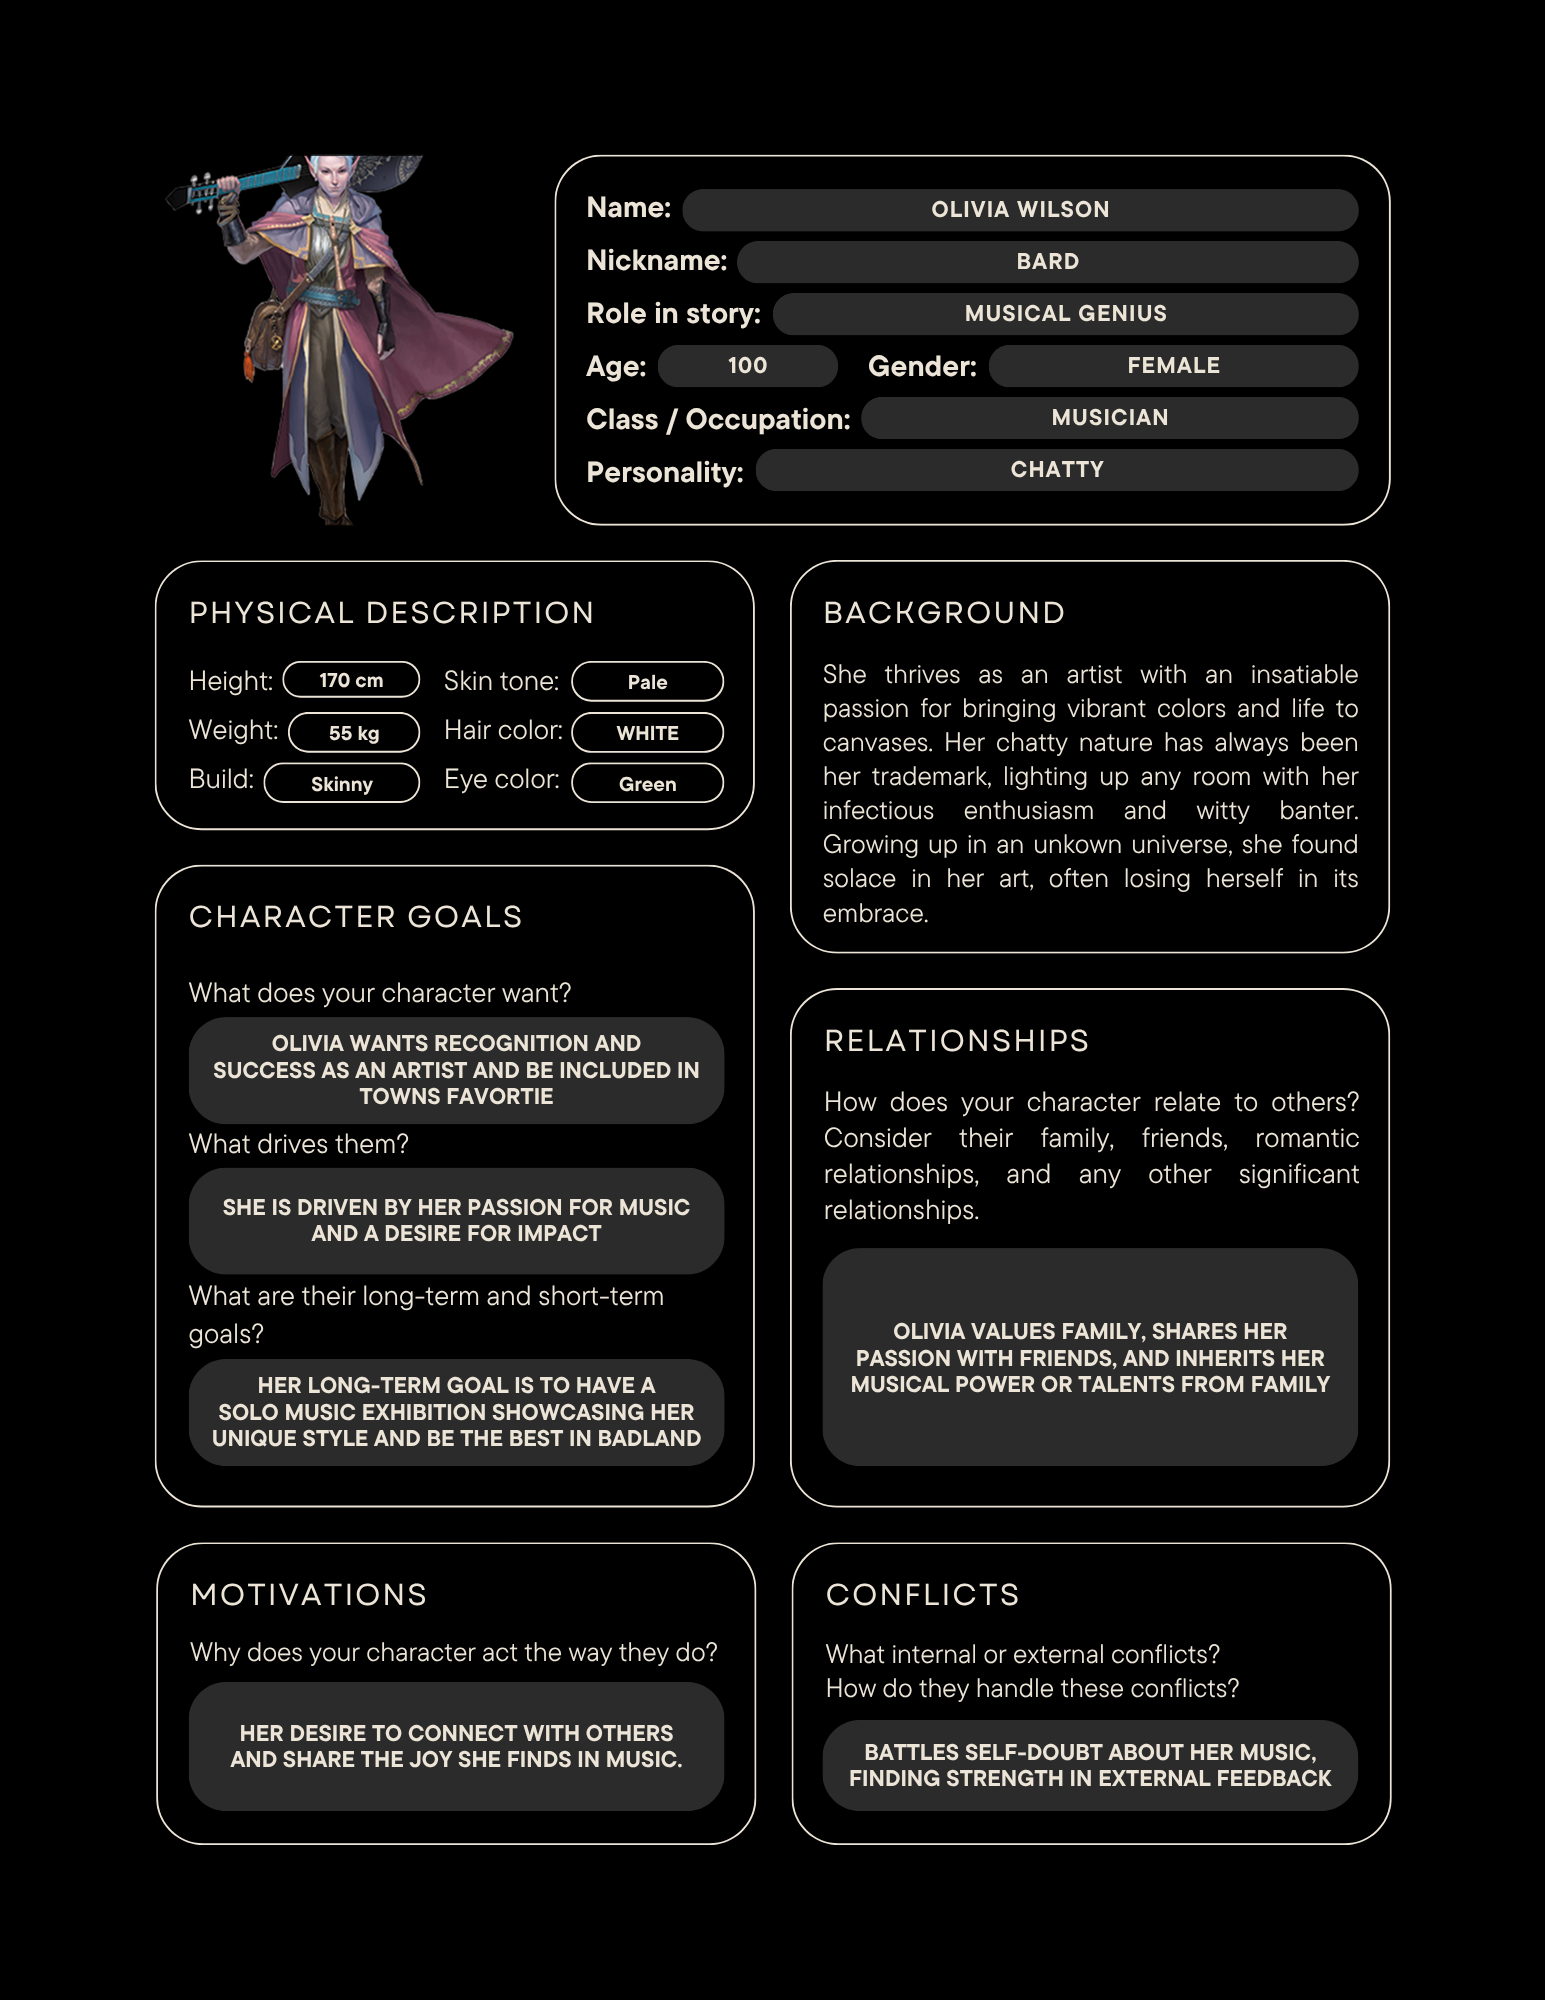 Name: OLIVIA WILSON
Nickname: BARD
Role in story: MUSICAL GENIUS
Age: 100 Gender: FEMALE
Class / Occupation: MUSICIAN
Personality: CHATTY
PHYSICAL DESCRIPTION
Height: 170 cm Skin tone: Pale
Weight: 55 kg Hair color: WHITE
Build: Skinny Eye color: Green
BACKGROUND
She thrives as an artist with an insatiable
passion for bringing vibrant colors and life to
canvases. Her chatty nature has always been
her trademark, lighting up any room with her
infectious enthusiasm and witty banter.
Growing up in an unkown universe, she found
solace in her art, often losing herself in its
embrace.
CHARACTER GOALS
What does your character want?
OLIVIA WANTS RECOGNITION AND
SUCCESS AS AN ARTIST AND BE INCLUDED IN
TOWNS FAVORTIE
What drives them?
SHE IS DRIVEN BY HER PASSION FOR MUSIC
AND A DESIRE FOR IMPACT
What are their long-term and short-term
goals?
HER LONG-TERM GOAL IS TO HAVE A
SOLO MUSIC EXHIBITION SHOWCASING HER
UNIQUE STYLE AND BE THE BEST IN BADLAND
RELATIONSHIPS
How does your character relate to others?
Consider their family, friends, romantic
relationships, and any other significant
relationships.
OLIVIA VALUES FAMILY, SHARES HER
PASSION WITH FRIENDS, AND INHERITS HER
MUSICAL POWER OR TALENTS FROM FAMILY
MOTIVATIONS
Why does your character act the way they do?
HER DESIRE TO CONNECT WITH OTHERS
AND SHARE THE JOY SHE FINDS IN MUSIC.
CONFLICTS
What internal or external conflicts?
How do they handle these conflicts?
BATTLES SELF-DOUBT ABOUT HER MUSIC,
FINDING STRENGTH IN EXTERNAL FEEDBACK